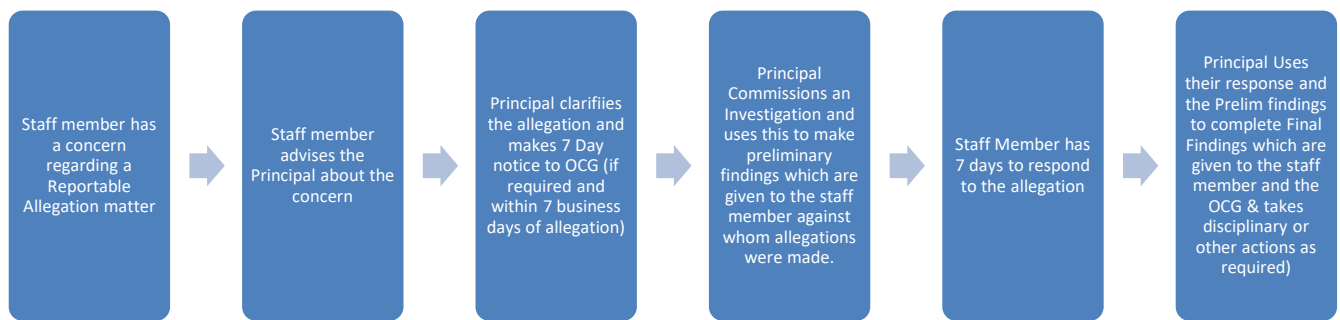 Staff member has
a concern
regarding a
Reportable
Allegation matter
Staff member
advises the
Principal about the
concern
Principal clarifiies
the allegation and
makes 7 Day
notice to OCG (if
required and
within 7 business
days of allegation)
Principal
Commissions an
Investigation and
uses this to make
preliminary
findings which are
given to the staff
member against
whom allegations
were made.
Staff Member has
7 days to respond
to the allegation
Principal Uses
their response and
the Prelim findings
to complete Final
Findings which are
given to the staff
member and the
OCG & takes
disciplinary or
other actions as
required)